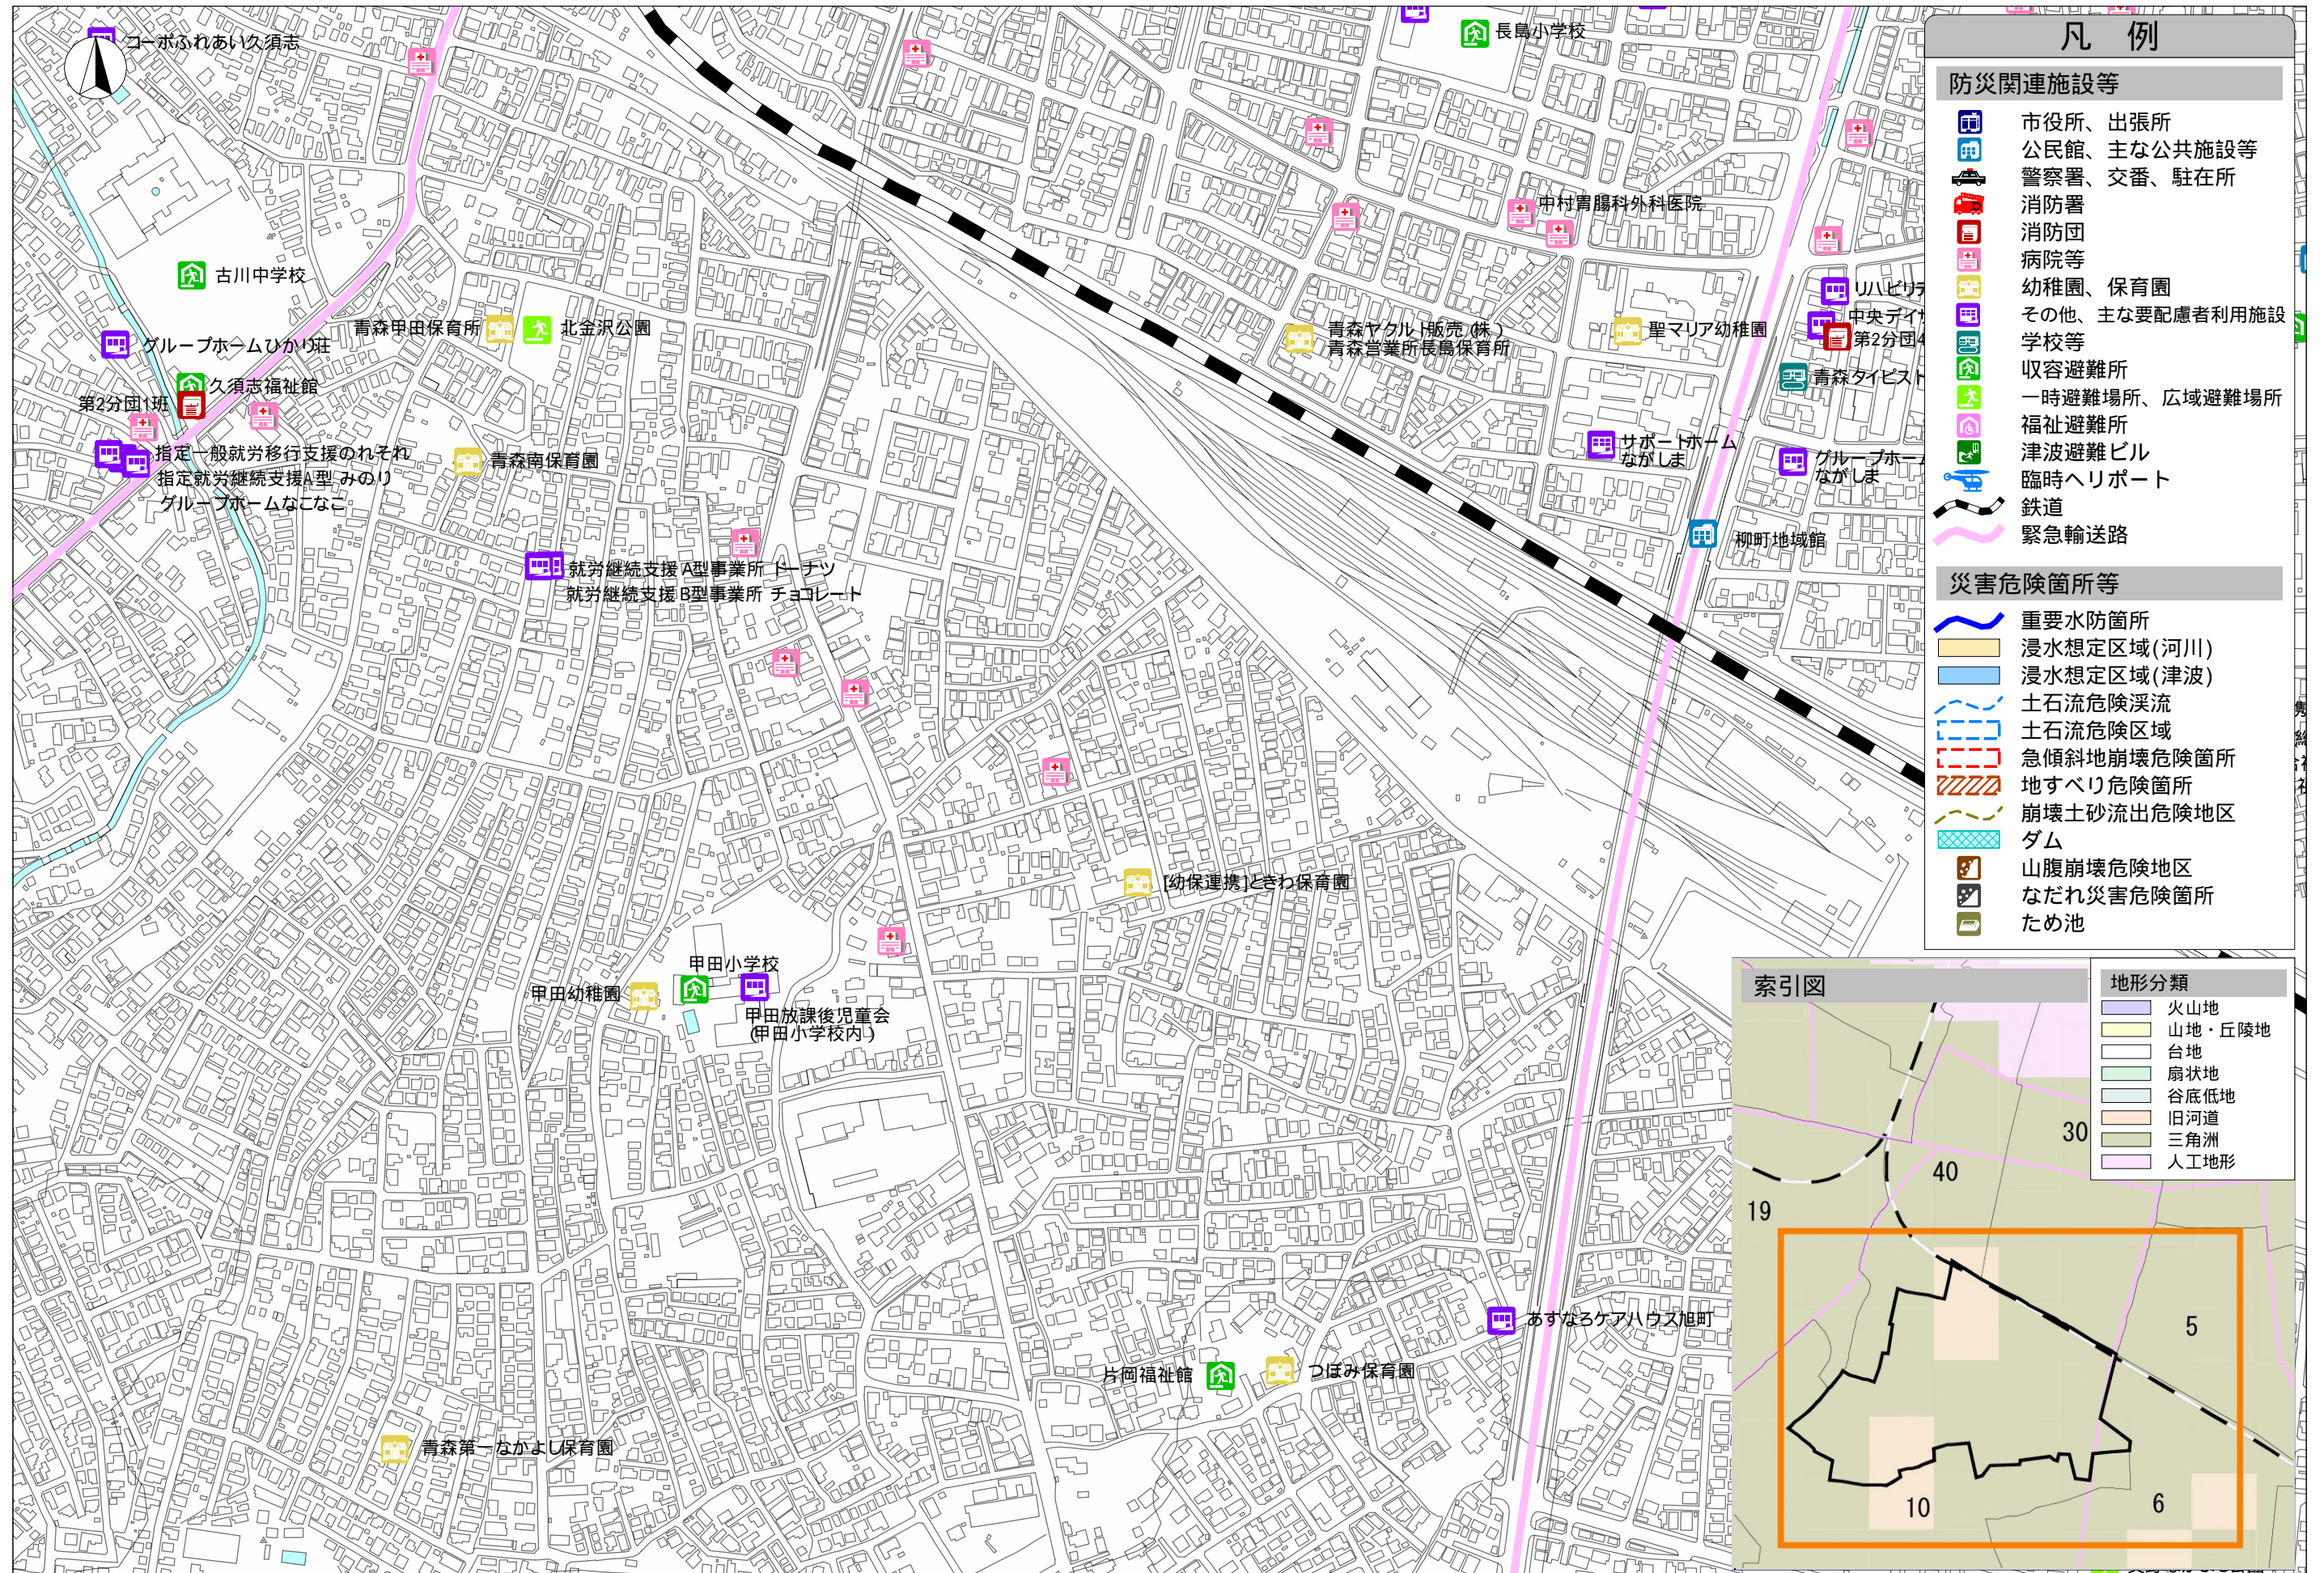 コーポふれあい久須志
長島小学校
中村胃腸科外科医院
古川中学校
青森甲田保育所
北金沢公園
グループホームひかり荘
久須志福祉館
第2分団1班
指定一般就労移行支援のれそれ
指定就労継続支援A型 みのり
グループホームなこなこ
青森南保育園
青森ヤクルト販売(株)
青森営業所長島保育所
聖マリア幼稚園
リハビリテ
中央デイサ
第2分団4
青森タイピスト
サポートホーム
ながしま
グループホーム
ながしま
柳町地域館
就労継続支援A型事業所 ドーナツ
就労継続支援B型事業所 チョコレート
[幼保連携]ときわ保育園
甲田小学校
甲田幼稚園
甲田放課後児童会
(甲田小学校内)
あすなろケアハウス旭町
片岡福祉館
つぼみ保育園
青森第一なかよし保育園
凡 例
防災関連施設等
市役所、出張所
公民館、主な公共施設等
警察署、交番、駐在所
消防署
消防団
病院等
幼稚園、保育園
その他、主な要配慮者利用施設
学校等
収容避難所
一時避難場所、広域避難場所
福祉避難所
津波避難ビル
臨時ヘリポート
鉄道
緊急輸送路
災害危険箇所等
重要水防箇所
浸水想定区域(河川)
浸水想定区域(津波)
土石流危険渓流
土石流危険区域
急傾斜地崩壊危険箇所
地すべり危険箇所
崩壊土砂流出危険地区
ダム
山腹崩壊危険地区
なだれ災害危険箇所
ため池
索引図
30
40
19
5
10
6
地形分類
火山地
山地・丘陵地
台地
扇状地
谷底低地
旧河道
三角洲
人工地形